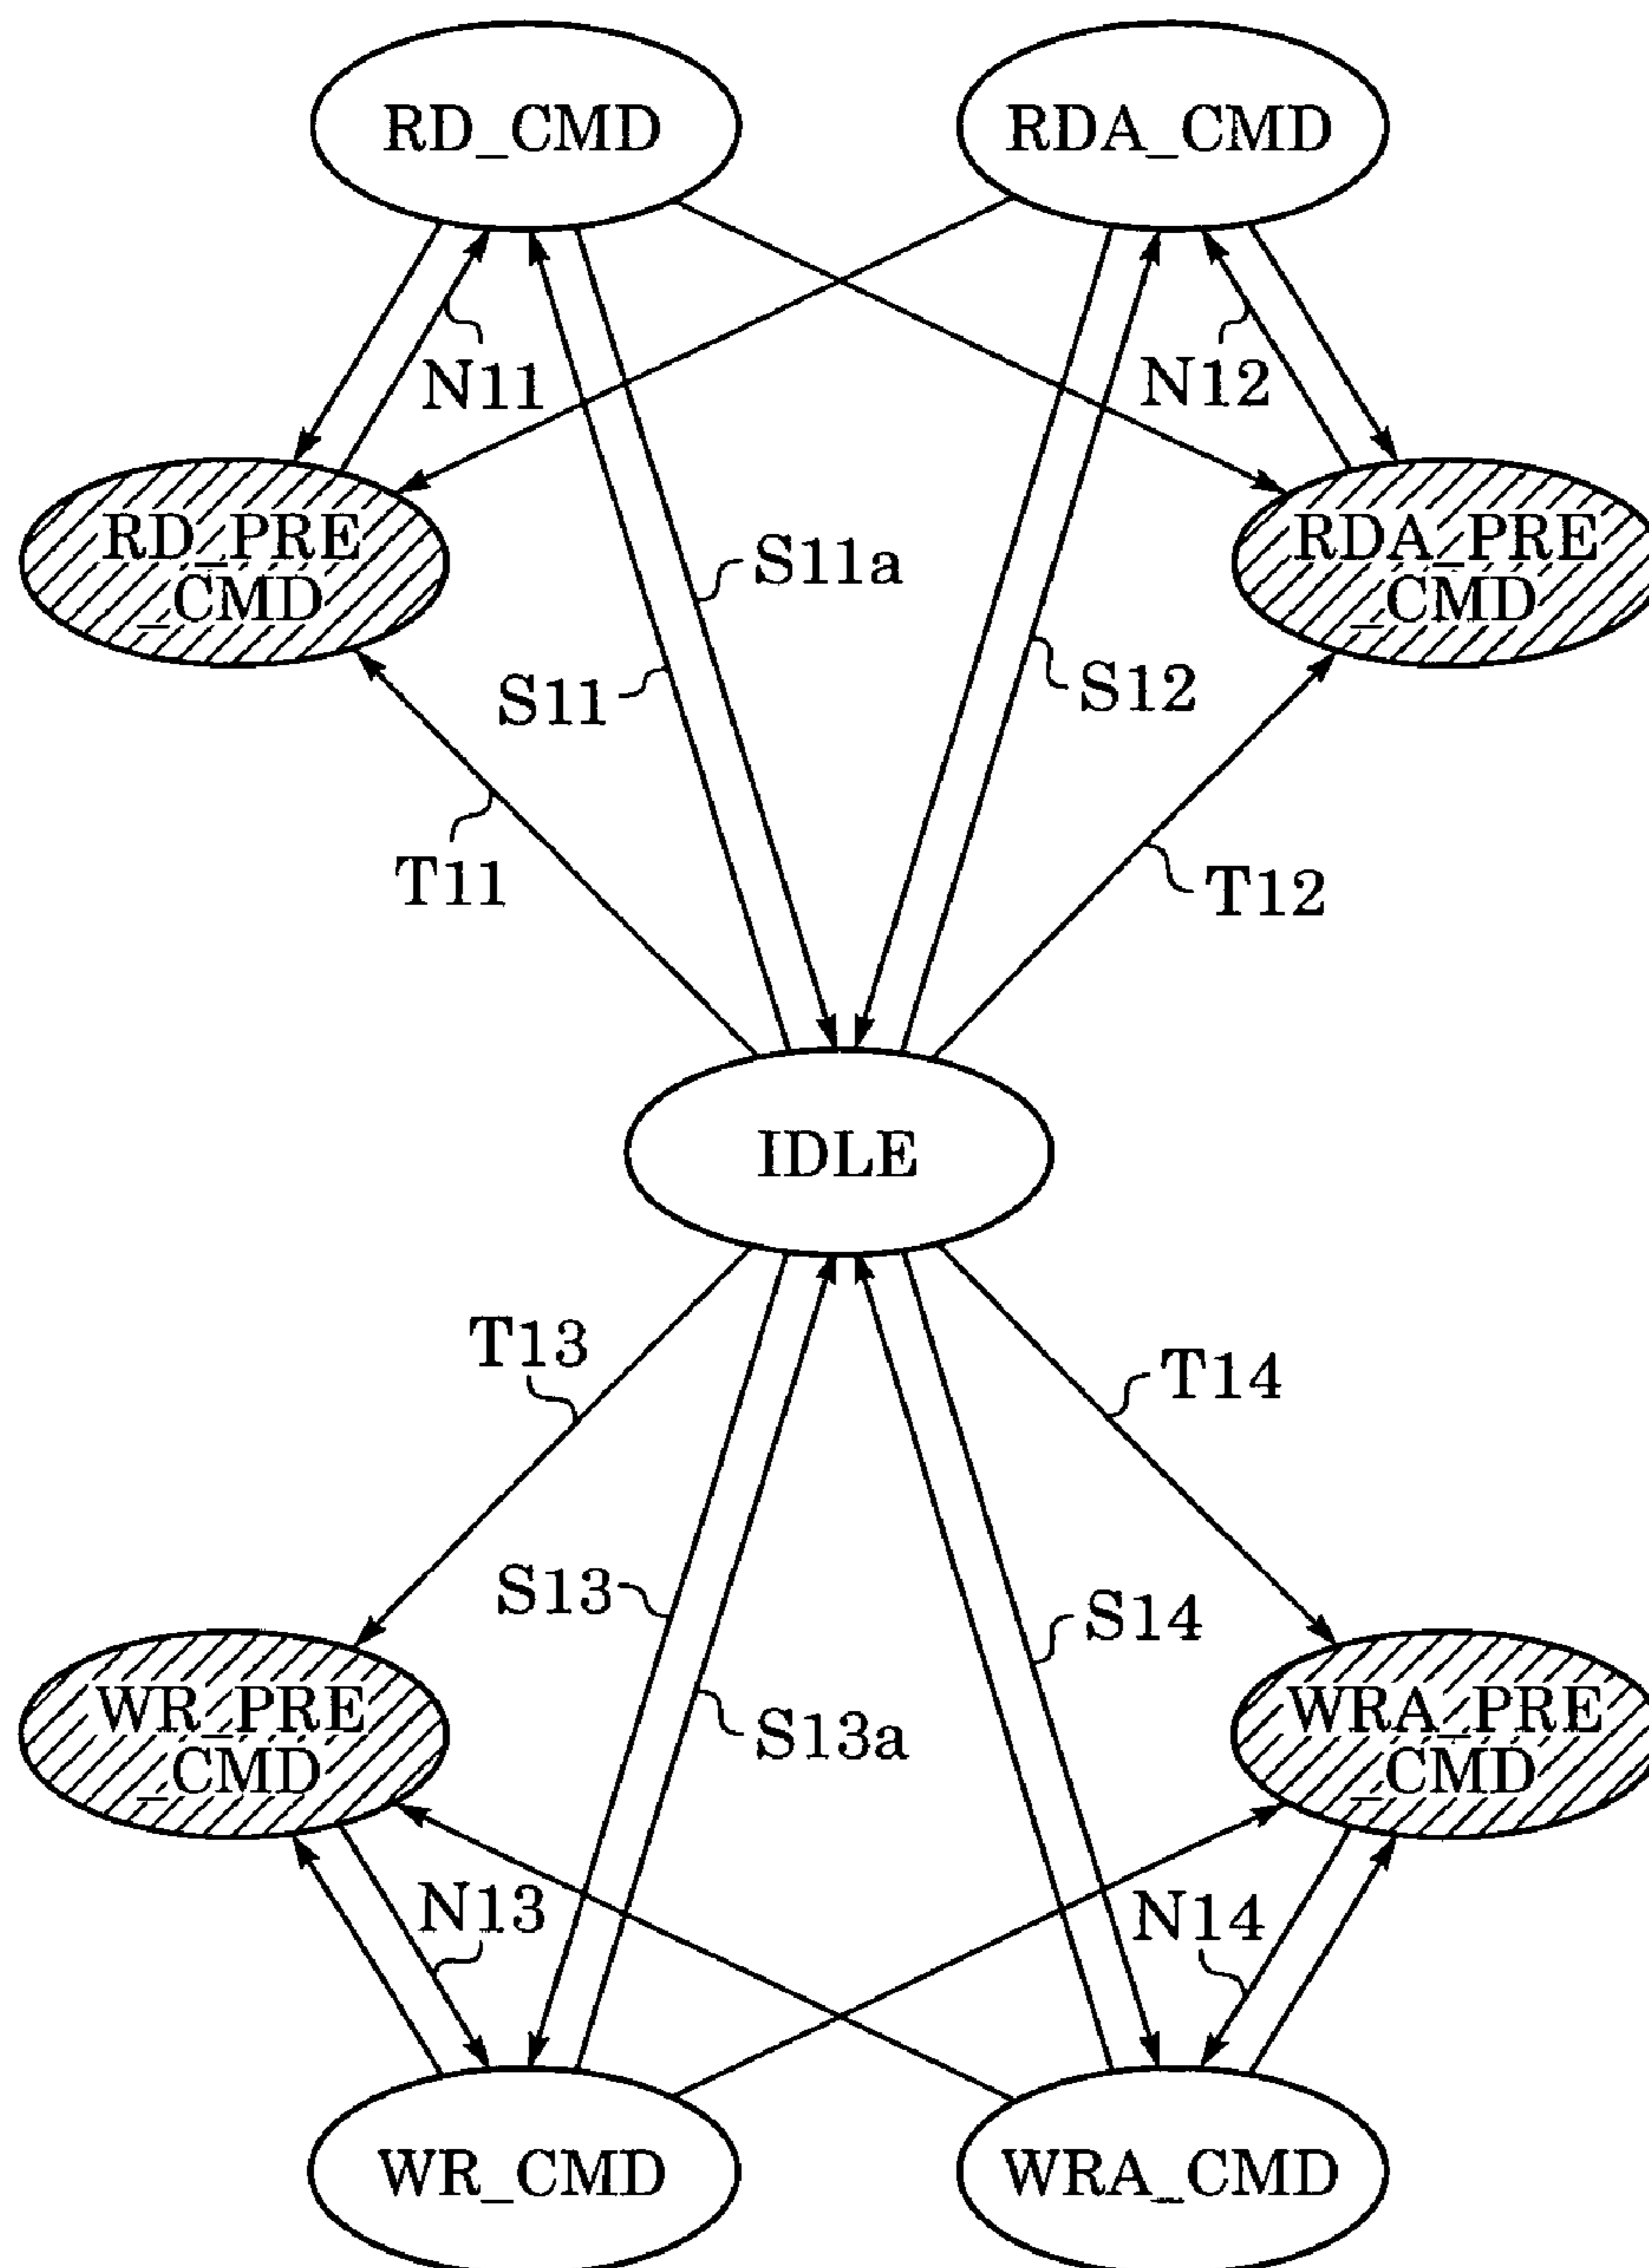 RD_CMD
RDA_CMD
N11
N12
RD_PRE
_CMD
RDA_PRE
_CMD
S11a
S11
S12
T11
T12
IDLE
T13
T14
S13
S14
WR_PRE
_CMD
S13a
WRA_PRE
_CMD
N13
N14
WR_CMD
WRA_CMD